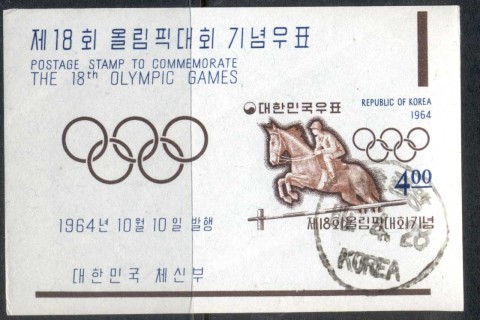 제18회 올림픽대회 기념우표
POSTAGE STAMP TO COMMEMORATE
THE 18th OLYMPIC GAMES
대한민국우표
REPUBLIC OF KOREA
1964
4.00
제18회올림픽대회기념
28
KOREA
1964년 10월 10일 발행
대한민국 체신부